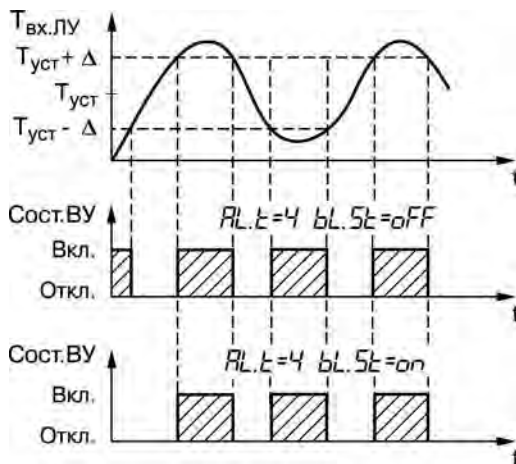 Tвх.ЛУ
Tуст + Δ
Tуст
Tуст - Δ
t
Сост.ВУ
AL.t=4 bL.St=oFF
Вкл.
Откл.
t
Сост.ВУ
AL.t=4 bL.St=on
Вкл.
Откл.
t